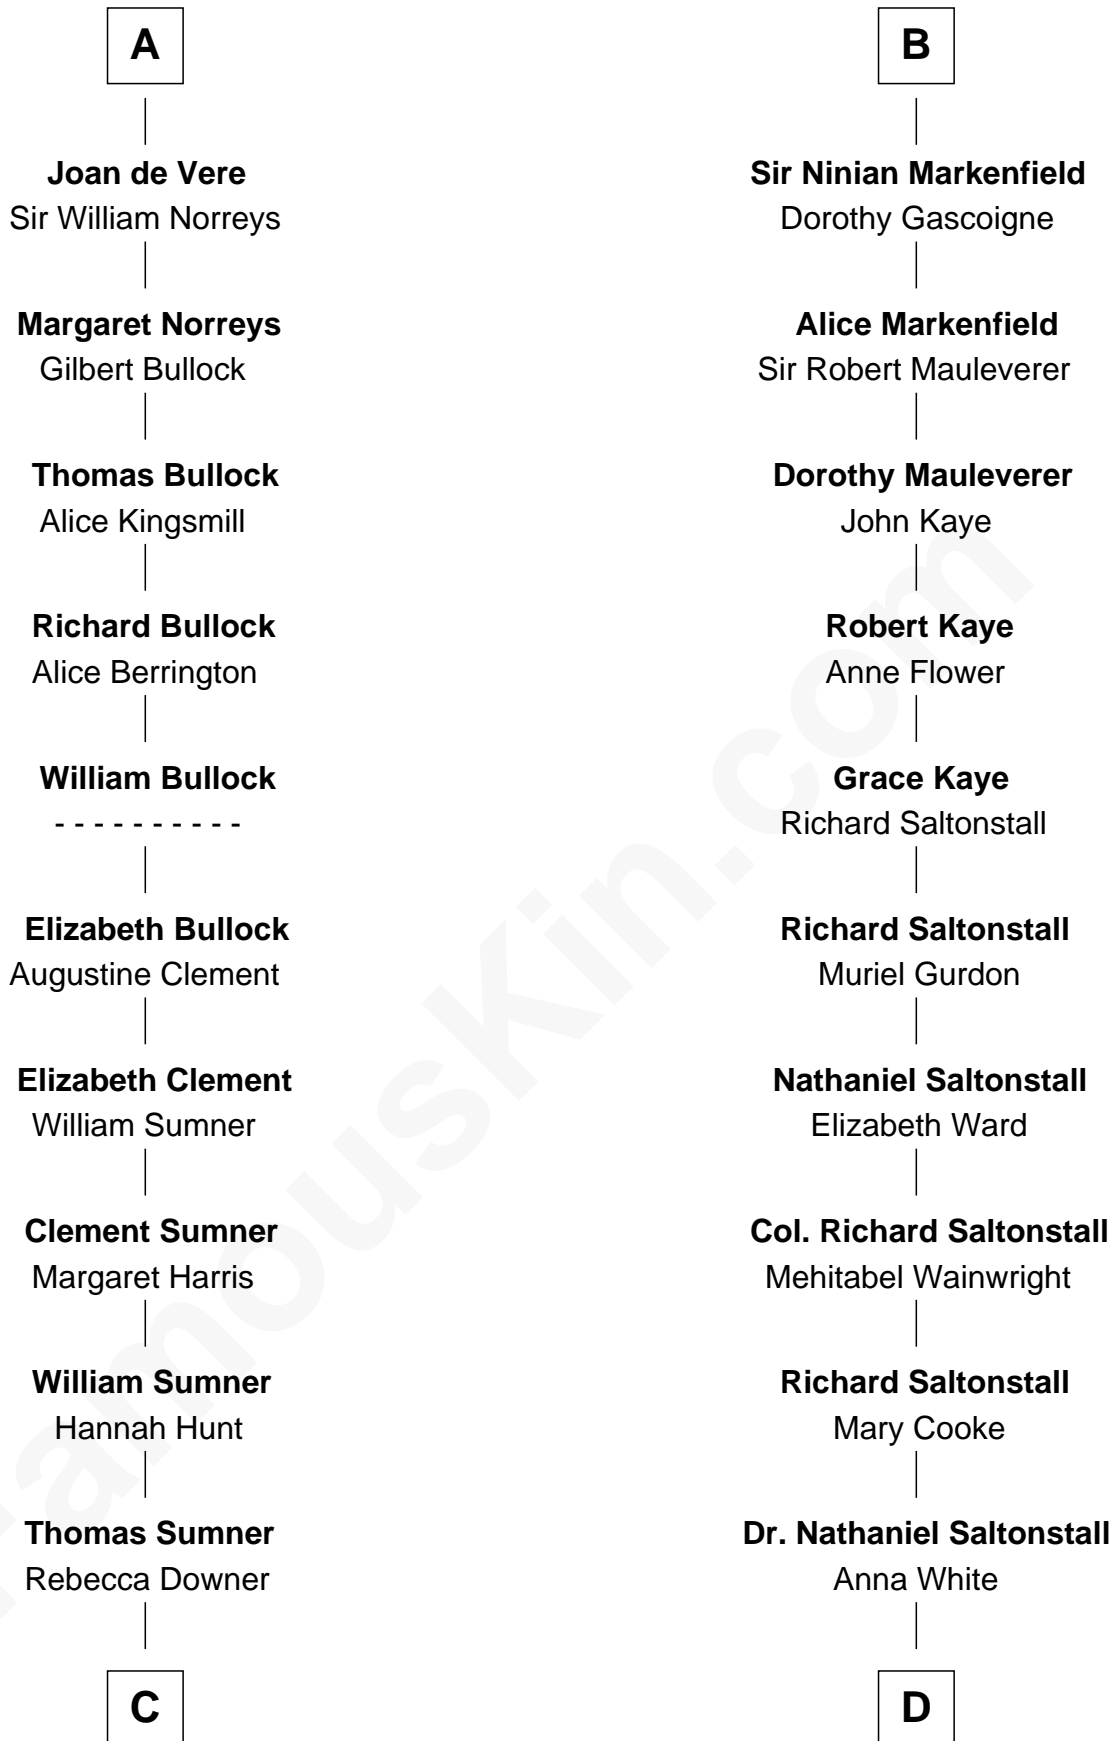 A
Joan de Vere
Sir William Norreys
Margaret Norreys
Gilbert Bullock
Thomas Bullock
Alice Kingsmill
Richard Bullock
Alice Berrington
William Bullock
- - - - - - - - - -
Elizabeth Bullock
Augustine Clement
Elizabeth Clement
William Sumner
Clement Sumner
Margaret Harris
William Sumner
Hannah Hunt
Thomas Sumner
Rebecca Downer
C
B
Sir Ninian Markenfield
Dorothy Gascoigne
Alice Markenfield
Sir Robert Mauleverer
Dorothy Mauleverer
John Kaye
Robert Kaye
Anne Flower
Grace Kaye
Richard Saltonstall
Richard Saltonstall
Muriel Gurdon
Nathaniel Saltonstall
Elizabeth Ward
Col. Richard Saltonstall
Mehitabel Wainwright
Richard Saltonstall
Mary Cooke
Dr. Nathaniel Saltonstall
Anna White
D
FamousKin.com